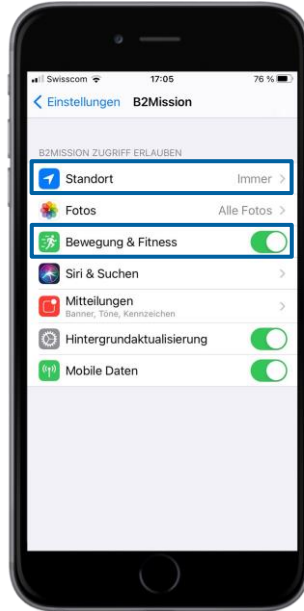 Swisscom 17:05 76 %
Einstellungen B2Mission
B2MISSION ZUGRIFF ERLAUBEN
Standort Immer
Fotos Alle Fotos
Bewegung & Fitness
Siri & Suchen
Mitteilungen
Banner, Töne, Kennzeichen
Hintergrundaktualisierung
Mobile Daten